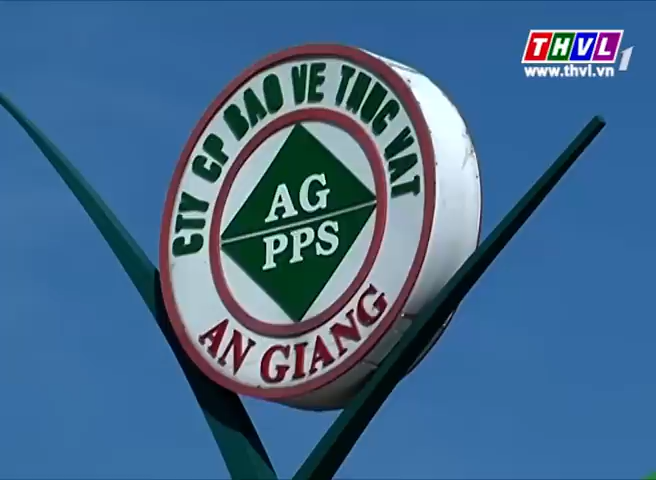 THVL1
www.thvl.vn
CTY CP BAO VE THUC VAT
AG
PPS
AN GIANG